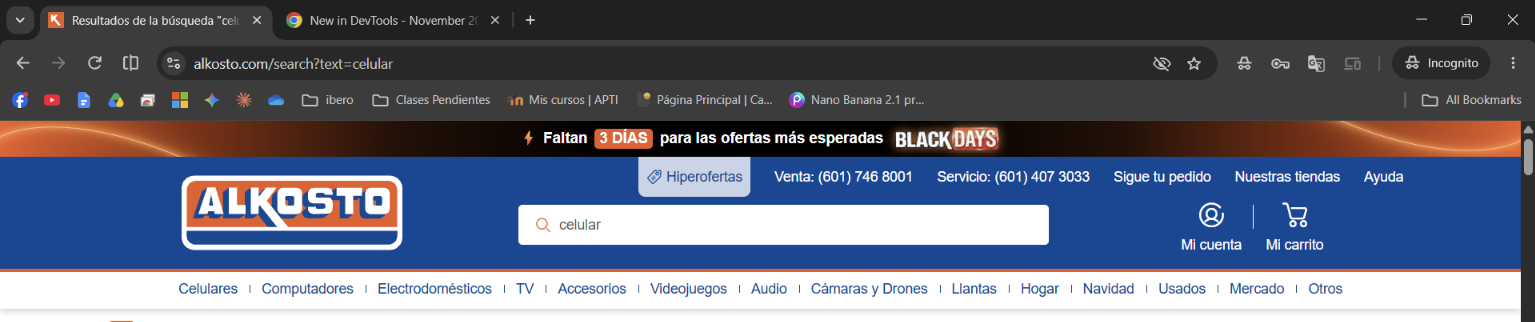 Resultados de la búsqueda "celu
New in DevTools - November 20
alkosto.com/search?text=celular
Incognito
ibero
Clases Pendientes
Mis cursos | APTI
Página Principal | Ca...
Nano Banana 2.1 pr...
All Bookmarks
Faltan 3 DÍAS para las ofertas más esperadas BLACK DAYS
Hiperofertas
Venta: (601) 746 8001
Servicio: (601) 407 3033
Sigue tu pedido
Nuestras tiendas
Ayuda
ALKOSTO
celular
Mi cuenta
Mi carrito
Celulares
Computadores
Electrodomésticos
TV
Accesorios
Videojuegos
Audio
Cámaras y Drones
Llantas
Hogar
Navidad
Usados
Mercado
Otros